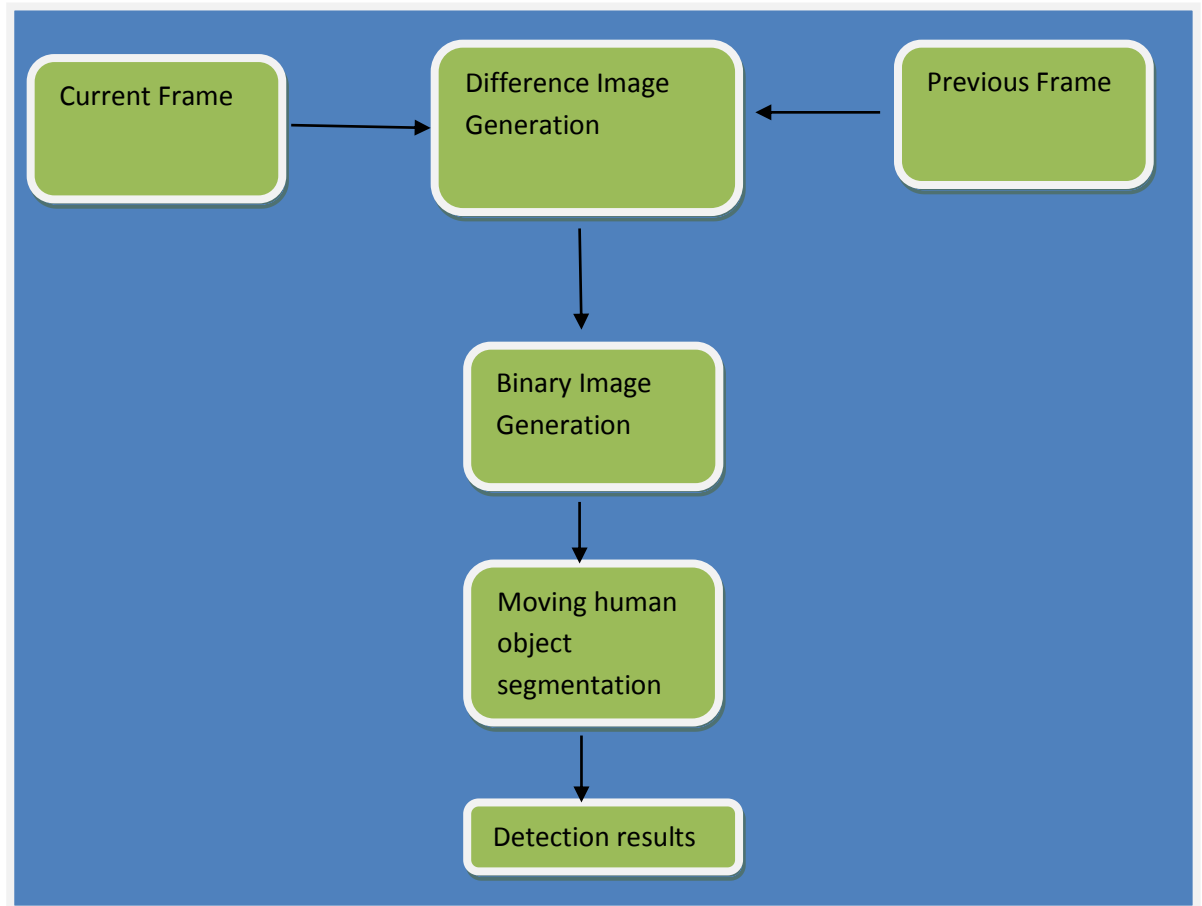 Current Frame
Difference Image
Generation
Previous Frame
Binary Image
Generation
Moving human
object
segmentation
Detection results